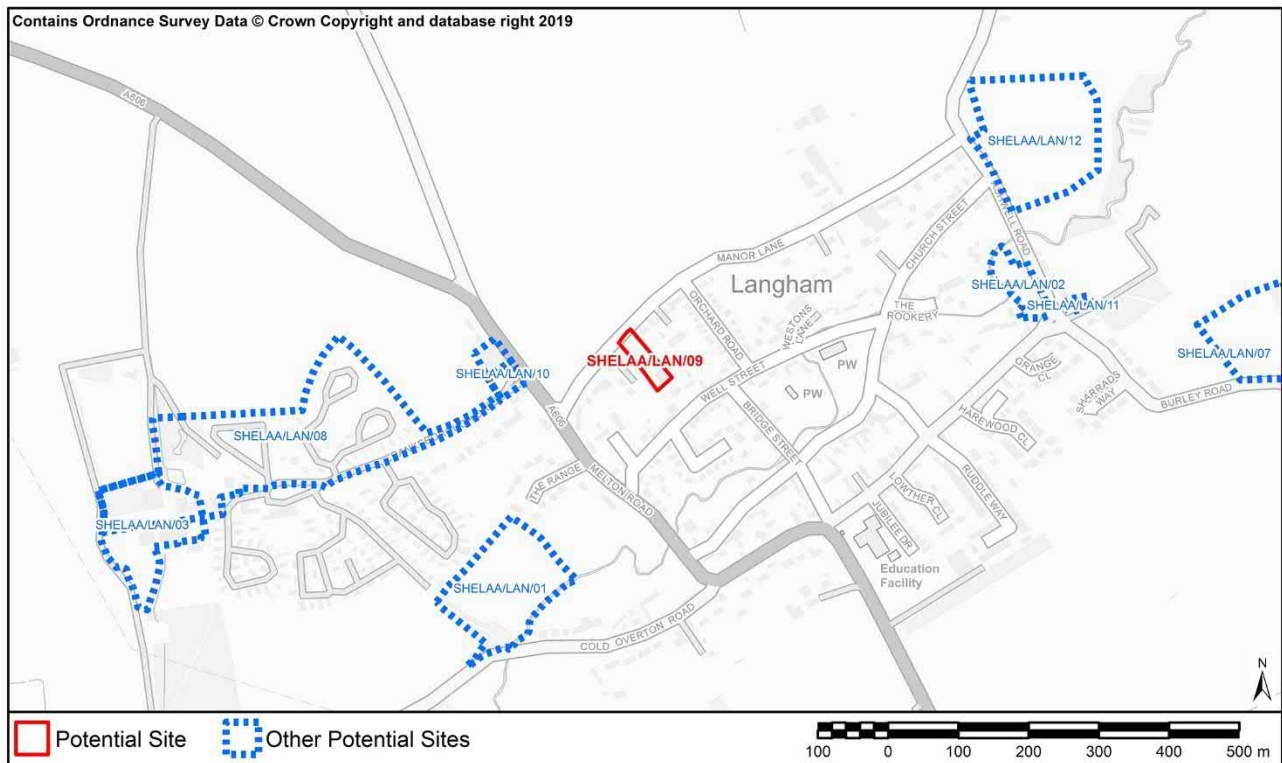 Contains Ordnance Survey Data © Crown Copyright and database right 2019
A606
SHELAA/LAN/12
CHURCH STREET
MANOR LANE
Langham
SHELAA/LAN/02
THE
ROOKERY
SHELAA/LAN/11
ORCHARD ROAD
WESTONS
LANE
SHELAA/LAN/09
SHELAA/LAN/07
SHELAA/LAN/10
WELL STREET
PW
GRANGE
CL
PW
SHARRADS
WAY
BURLEY ROAD
A606
BRIDGE STREET
HAREWOOD CL
SHELAA/LAN/08
THE RANGE
MELTON ROAD
LOWTHER CL
RUDDLE WAY
SHELAA/LAN/03
JUBILEE DR
Education
Facility
SHELAA/LAN/01
COLD OVERTON ROAD
N
Potential Site
Other Potential Sites
100 0 100 200 300 400 500 m